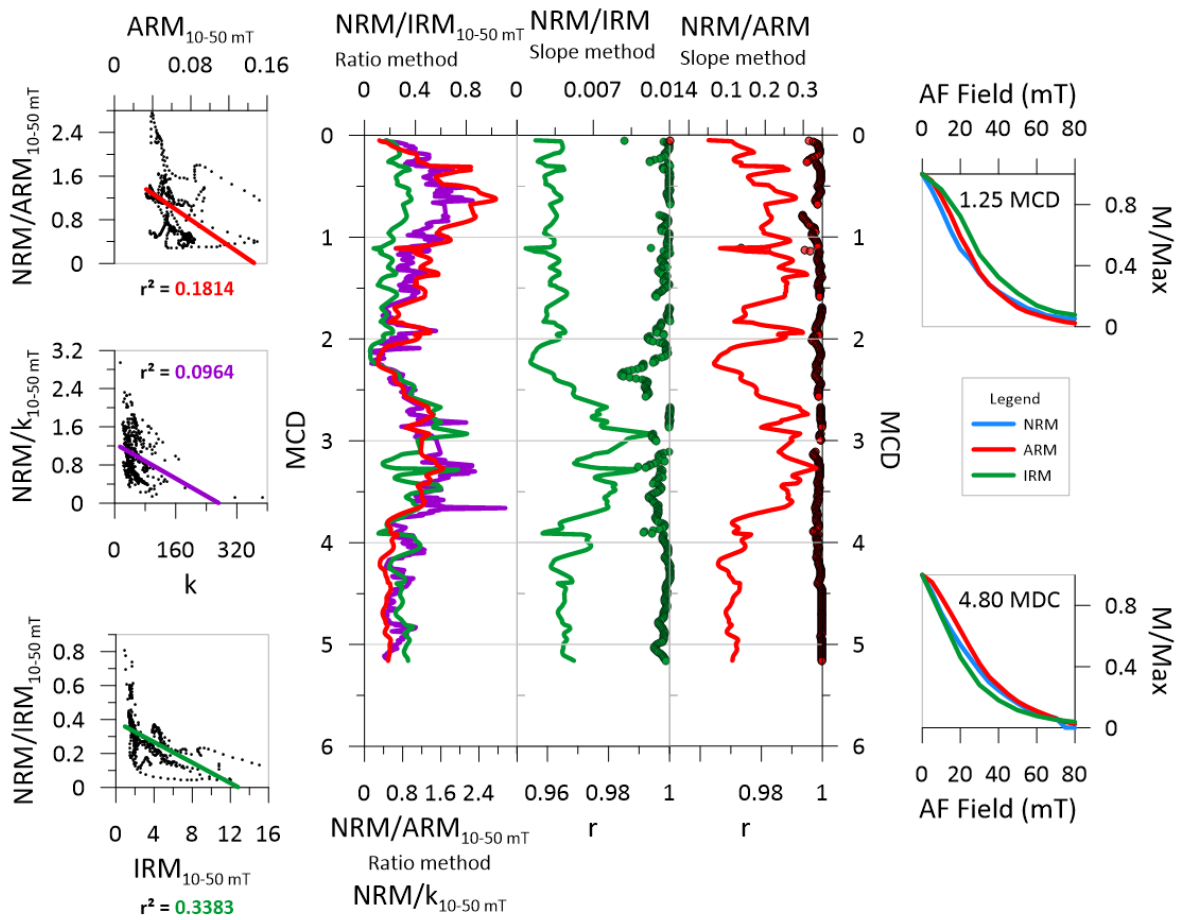 ARM10-50 mT
0 0.08 0.16
NRM/ARM10-50 mT
2.4
1.6
0.8
0
r² = 0.1814
NRM/k10-50 mT
3.2
2.4
1.6
0.8
0
r² = 0.0964
0 160 320
k
NRM/IRM10-50 mT
0.8
0.6
0.4
0.2
0
0 4 8 12 16
IRM10-50 mT
r² = 0.3383
NRM/IRM10-50 mT
Ratio method
0 0.4 0.8
NRM/IRM
Slope method
0 0.007 0.014
NRM/ARM
Slope method
0.1 0.2 0.3
MCD
0
1
2
3
4
5
6
0
1
2
3
4
5
6
MCD
0 0.8 1.6 2.4
NRM/ARM10-50 mT
Ratio method
NRM/k10-50 mT
0.96 0.98 1
r
0.98 1
r
AF Field (mT)
0 20 40 60 80
1.25 MCD
0.8
0.4
0
M/Max
Legend
NRM
ARM
IRM
4.80 MDC
0.8
0.4
0
M/Max
0 20 40 60 80
AF Field (mT)